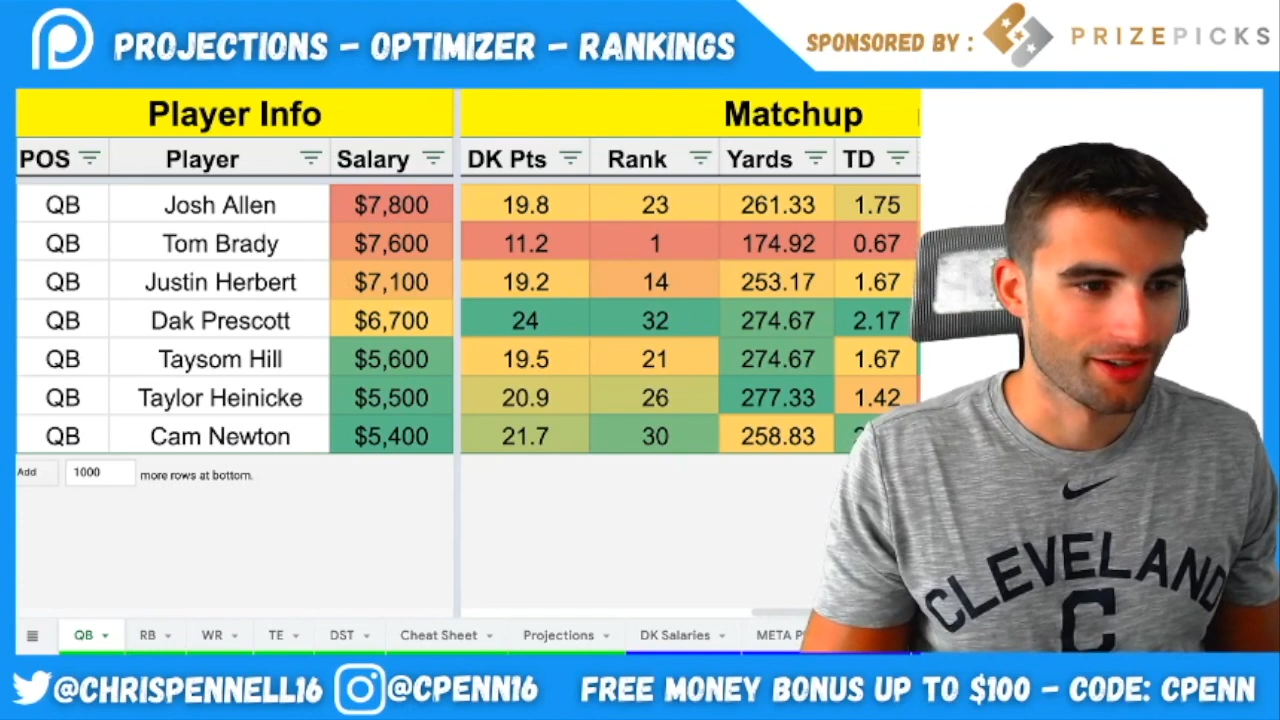 PROJECTIONS - OPTIMIZER - RANKINGS
SPONSORED BY : PRIZEPICKS
Player Info Matchup
POS Player Salary DK Pts Rank Yards TD
QB Josh Allen $7,800 19.8 23 261.33 1.75
QB Tom Brady $7,600 11.2 1 174.92 0.67
QB Justin Herbert $7,100 19.2 14 253.17 1.67
QB Dak Prescott $6,700 24 32 274.67 2.17
QB Taysom Hill $5,600 19.5 21 274.67 1.67
QB Taylor Heinicke $5,500 20.9 26 277.33 1.42
QB Cam Newton $5,400 21.7 30 258.83
Add 1000 more rows at bottom.
QB RB WR TE DST Cheat Sheet Projections DK Salaries META
CLEVELAND
C
@CHRISPENNELL16 @CPENN16 FREE MONEY BONUS UP TO $100 - CODE: CPENN